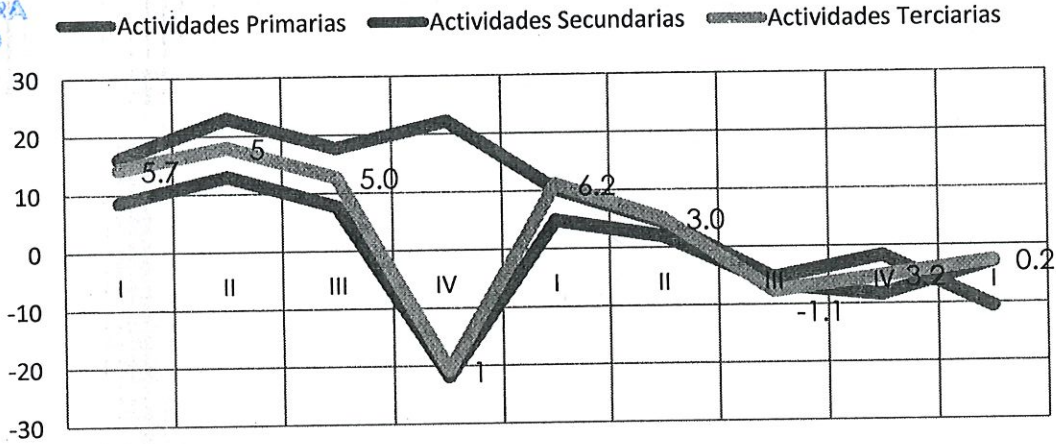 RA
Actividades Primarias Actividades Secundarias Actividades Terciarias
30
20
10
0
-10
-20
-30
5.7 5 5.0 1 6.2 3.0 -1.1 3.2 0.2
I II III IV I II III IV I